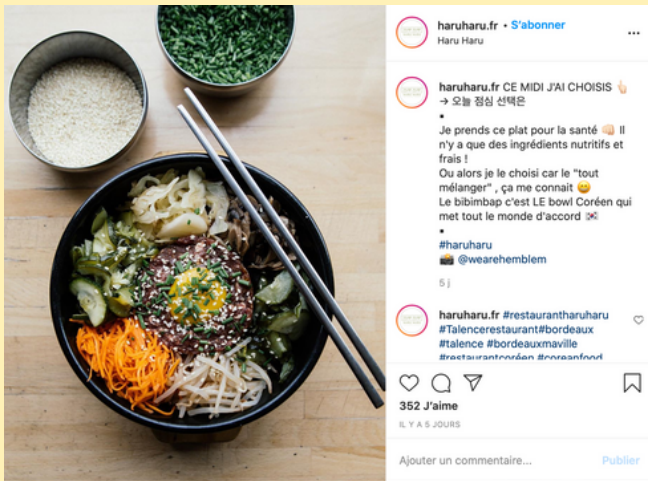 haruharu.fr • S'abonner
Haru Haru
haruharu.fr CE MIDI J'AI CHOISIS 👆🏻
→ 오늘 점심 선택은
•
Je prends ce plat pour la santé 👊🏻 Il
n'y a que des ingrédients nutritifs et
frais !
Ou alors je le choisi car le "tout
mélanger" , ça me connait 😄
Le bibimbap c'est LE bowl Coréen qui
met tout le monde d'accord 🇰🇷
•
#haruharu
📸 @wearehemblem
5 j
haruharu.fr #restaurantharuharu
#Talencerestaurant#bordeaux
#talence #bordeauxmaville
#restaurantcoréen #coreanfood
352 J'aime
IL Y A 5 JOURS
Ajouter un commentaire...
Publier